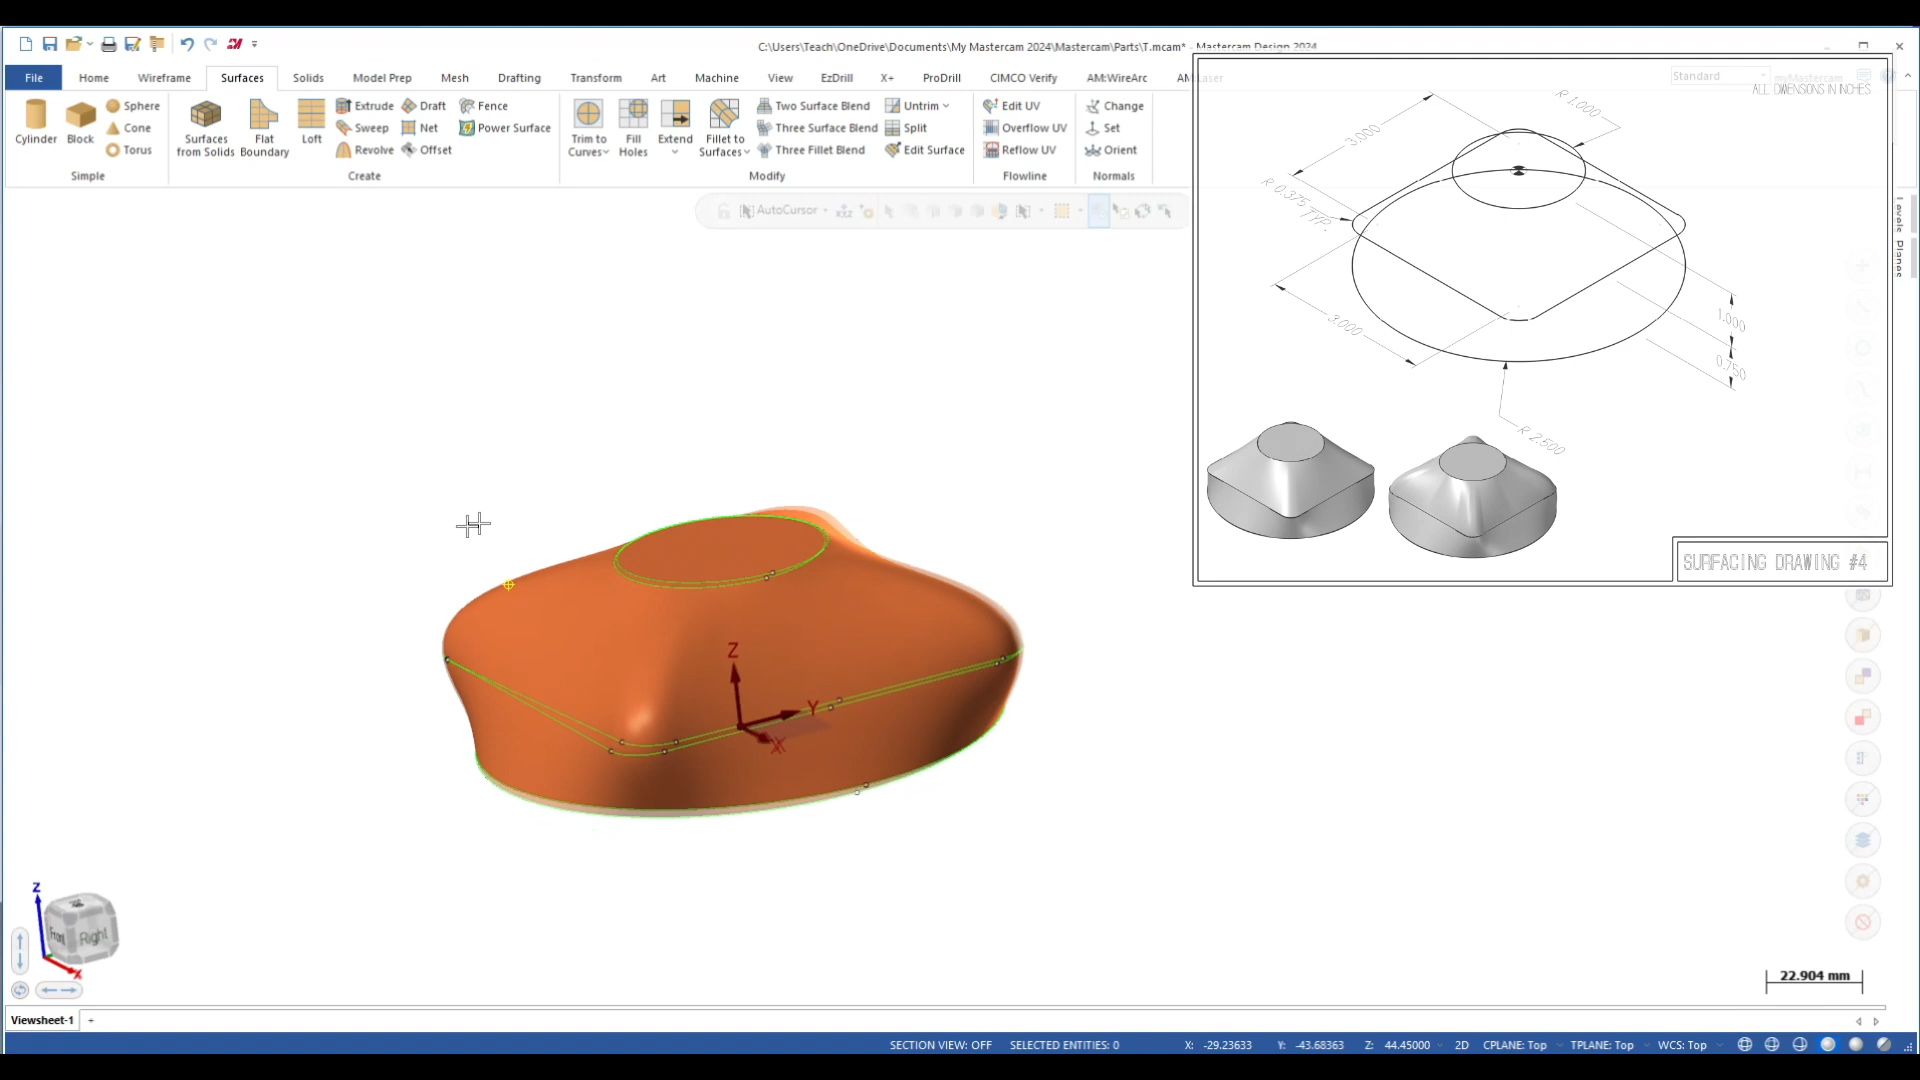 C:\Users\Teach\OneDrive\Documents\My Mastercam 2024\Mastercam\Parts\T.mcam* - Mastercam Design 2024
File Home Wireframe Surfaces Solids Model Prep Mesh Drafting Transform Art Machine View EzDrill X+ ProDrill CIMCO Verify AM:WireArc AM:Laser
Standard myMastercam
ALL DIMENSIONS IN INCHES
Cylinder Block Sphere Cone Torus
Simple
Surfaces from Solids Flat Boundary Loft Extrude Sweep Revolve Draft Net Offset Fence Power Surface
Create
Trim to Curves Fill Holes Extend Fillet to Surfaces Two Surface Blend Three Surface Blend Three Fillet Blend Untrim Split Edit Surface
Modify
Edit UV Overflow UV Reflow UV
Flowline
Change Set Orient
Normals
AutoCursor
R 1.000
3.000
R 0.375
TYP.
3.000
1.000
0.750
R 2.500
SURFACING DRAWING #4
Levels
Planes
Z
Y
X
Z
Front
Right
X
22.904 mm
Viewsheet-1 +
SECTION VIEW: OFF SELECTED ENTITIES: 0 X: -29.23633 Y: -43.68363 Z: 44.45000 2D CPLANE: Top TPLANE: Top WCS: Top